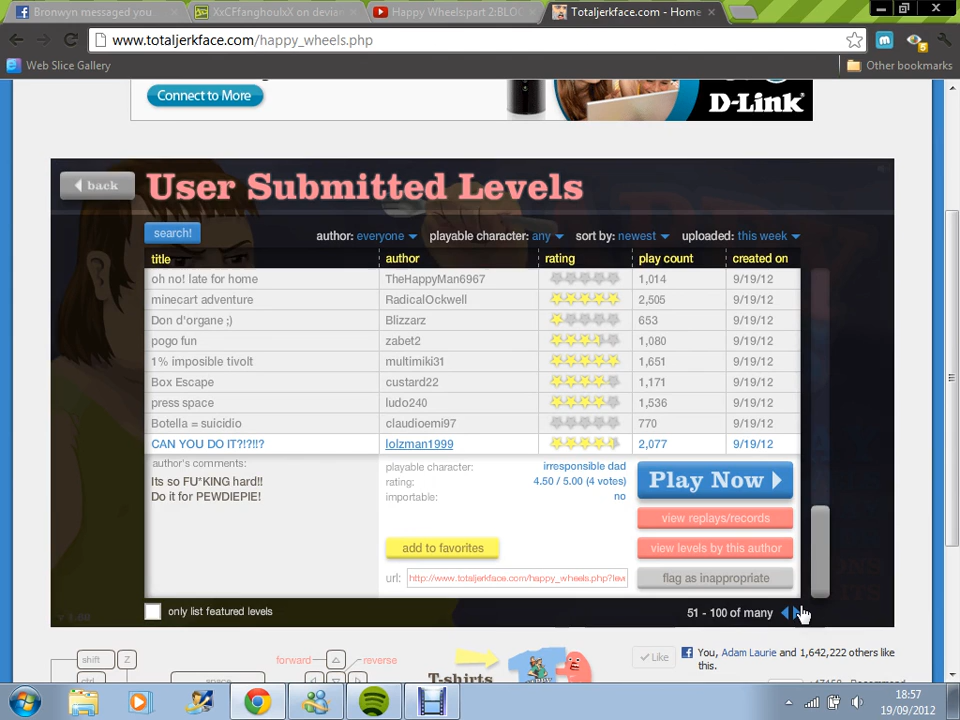 Bronwyn messaged you
XxCFfanghoulxX on devian
Happy Wheels:part 2:BLO
Totaljerkface.com - Home
www.totaljerkface.com/happy_wheels.php
5
Web Slice Gallery
Other bookmarks
Connect to More
D-Link
back
User Submitted Levels
search!
author: everyone
playable character: any
sort by: newest
uploaded: this week
title author rating play count created on
oh no! late for home TheHappyMan6967 1,014 9/19/12
minecart adventure RadicalOckwell 2,505 9/19/12
Don d'organe ;) Blizzarz 653 9/19/12
pogo fun zabet2 1,080 9/19/12
1% imposible tivolt multimiki31 1,651 9/19/12
Box Escape custard22 1,171 9/19/12
press space ludo240 1,536 9/19/12
Botella = suicidio claudioemi97 770 9/19/12
CAN YOU DO IT?!?!!? lolzman1999 2,077 9/19/12
author's comments:
Its so FU*KING hard!!
Do it for PEWDIEPIE!
playable character: irresponsible dad
rating: 4.50 / 5.00 (4 votes)
importable: no
Play Now
view replays/records
add to favorites
view levels by this author
url: http://www.totaljerkface.com/happy_wheels.php?lev
flag as inappropriate
only list featured levels
51 - 100 of many
v 1.60
shift Z
forward reverse
ctrl
space
T-shirts
Like
You, Adam Laurie and 1,642,222 others like
this.
18:57
19/09/2012